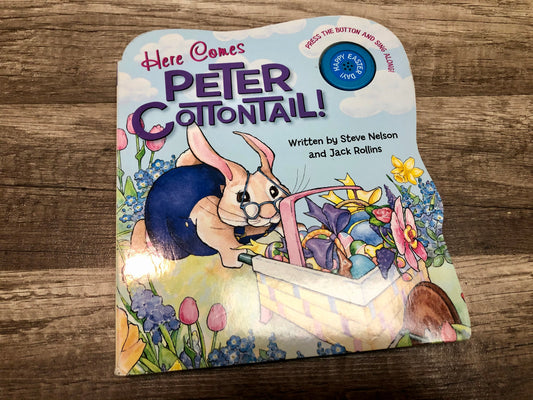 Here Comes
PETER
COTTONTAIL!
PRESS THE BUTTON AND SING ALONG!
HAPPY EASTER DAY!
Written by Steve Nelson
and Jack Rollins